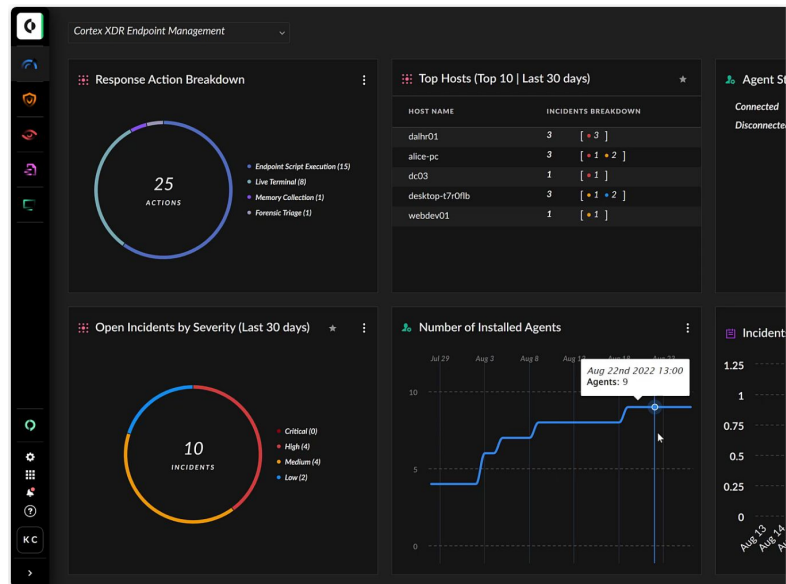 Cortex XDR Endpoint Management
Response Action Breakdown
25
ACTIONS
Endpoint Script Execution (15)
Live Terminal (8)
Memory Collection (1)
Forensic Triage (1)
Top Hosts (Top 10 | Last 30 days)
HOST NAME INCIDENTS BREAKDOWN
dalhr01 3 [ • 3 ]
alice-pc 3 [ • 1 • 2 ]
dc03 1 [ • 1 ]
desktop-t7r0flb 3 [ • 1 • 2 ]
webdev01 1 [ • 1 ]
Agent St
Connected
Disconnected
Open Incidents by Severity (Last 30 days)
10
INCIDENTS
Critical (0)
High (4)
Medium (4)
Low (2)
Number of Installed Agents
Jul 29 Aug 3 Aug 8
Aug 22nd 2022 13:00
Agents: 9
10
5
0
Incidents
1.25
1
0.75
0.5
0.25
0
Aug 13 Aug 14
KC